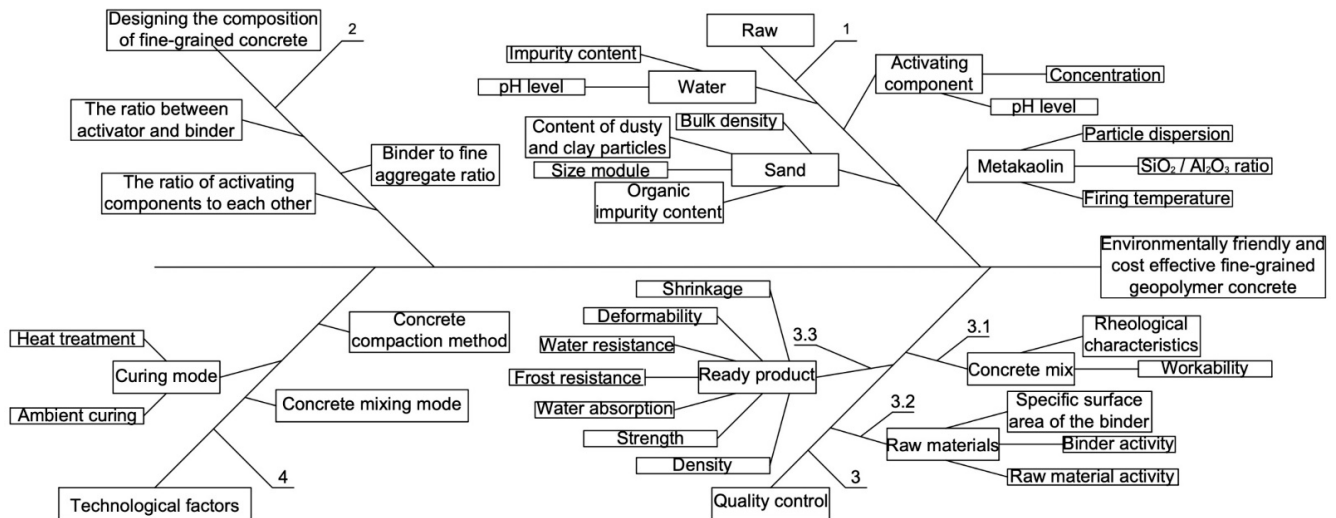 Designing the composition
of fine-grained concrete
2
The ratio between
activator and binder
Binder to fine
aggregate ratio
The ratio of activating
components to each other
Raw
1
Impurity content
pH level
Water
Activating
component
Concentration
pH level
Bulk density
Content of dusty
and clay particles
Size module
Sand
Organic
impurity content
Particle dispersion
Metakaolin
SiO₂ / Al₂O₃ ratio
Firing temperature
Environmentally friendly and
cost effective fine-grained
geopolymer concrete
Heat treatment
Curing mode
Ambient curing
Concrete
compaction method
Concrete mixing mode
4
Technological factors
Shrinkage
Deformability
Water resistance
Frost resistance
Water absorption
Strength
Density
Ready product
3.3
3.1
Rheological
characteristics
Concrete mix
Workability
3.2
Specific surface
area of the binder
Raw materials
Binder activity
Raw material activity
3
Quality control